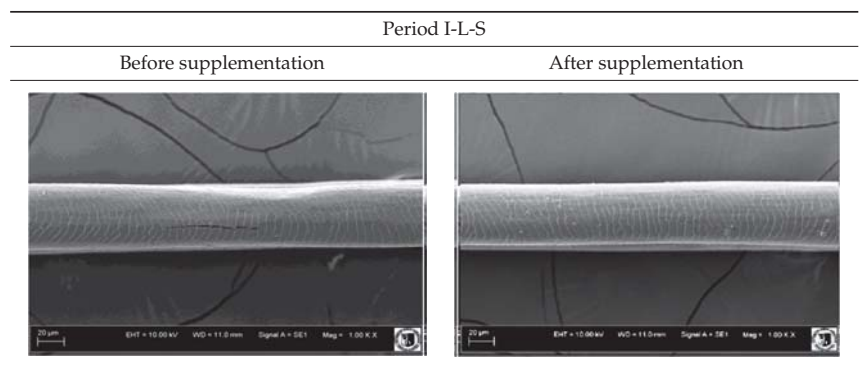 Period I-L-S
Before supplementation After supplementation
20 µm EHT = 10.00 kV WD = 11.0 mm Signal A = SE1 Mag = 1.00 K X
20 µm EHT = 10.00 kV WD = 11.0 mm Signal A = SE1 Mag = 1.00 K X